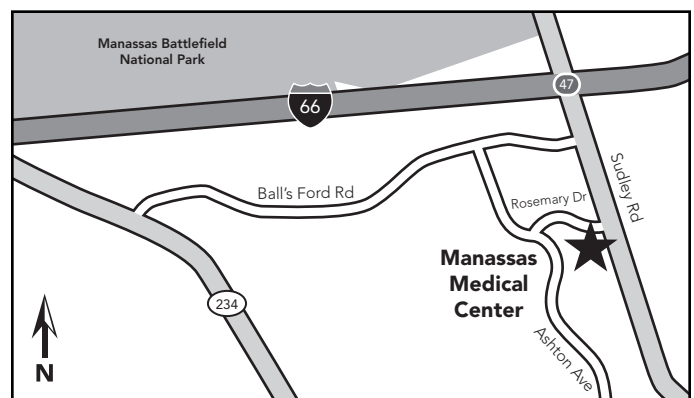 Manassas Battlefield
National Park
47
66
Sudley Rd
Ball's Ford Rd
Rosemary Dr
Manassas
Medical
Center
234
Ashton Ave
N